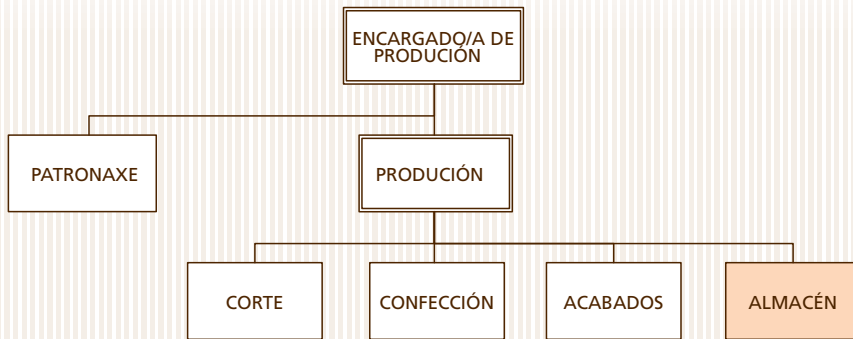 ENCARGADO/A DE
PRODUCIÓN
PATRONAXE
PRODUCIÓN
CORTE
CONFECCIÓN
ACABADOS
ALMACÉN